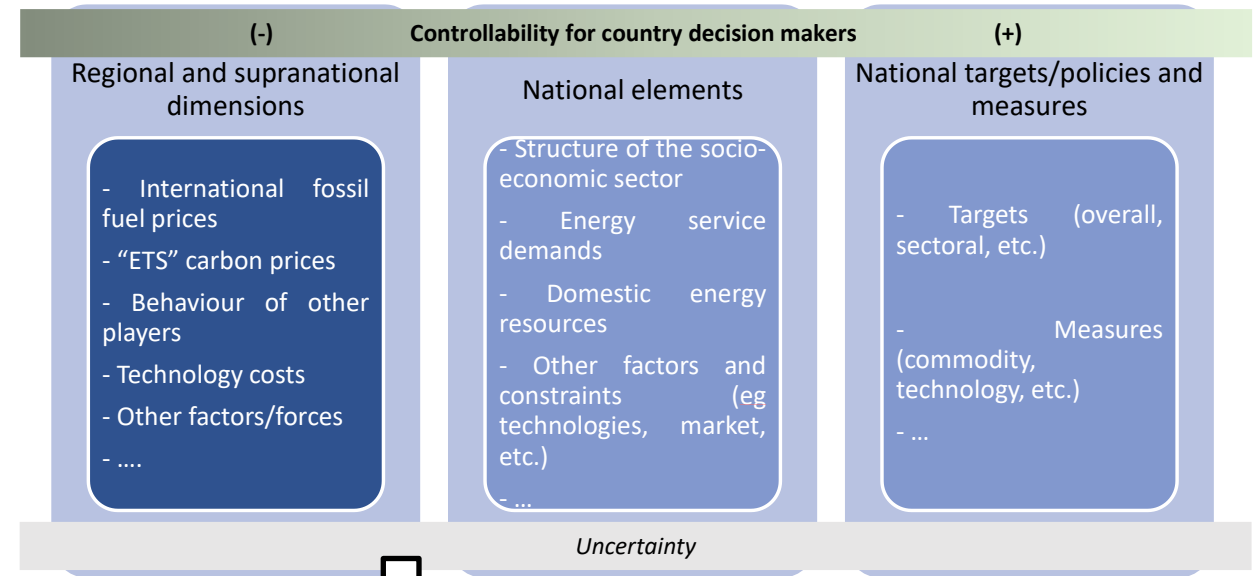 (-) Controllability for country decision makers (+)
Regional and supranational
dimensions
- International fossil
fuel prices
- “ETS” carbon prices
- Behaviour of other
players
- Technology costs
- Other factors/forces
- ....
National elements
- Structure of the socio-
economic sector
- Energy service
demands
- Domestic energy
resources
- Other factors and
constraints (eg
technologies, market,
etc.)
- ...
National targets/policies and
measures
- Targets (overall,
sectoral, etc.)
- Measures
(commodity,
technology, etc.)
- ...
Uncertainty